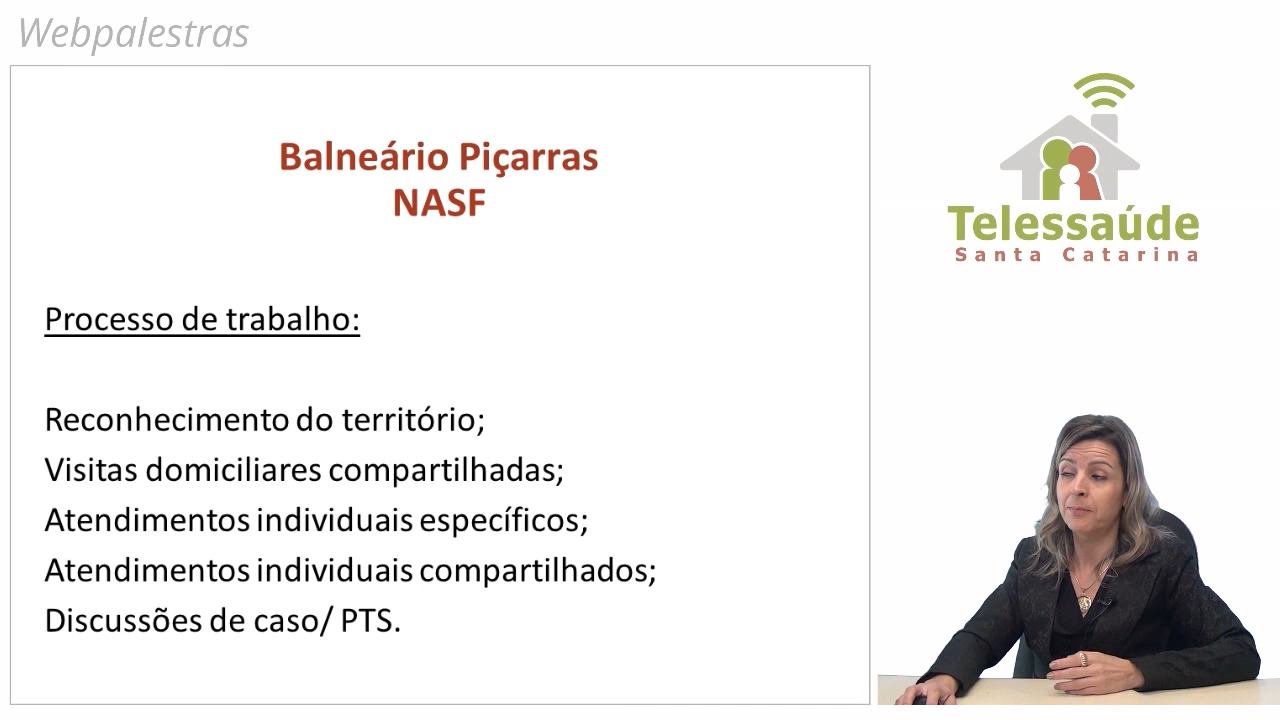 Webpalestras
Balneário Piçarras
NASF
Processo de trabalho:
Reconhecimento do território;
Visitas domiciliares compartilhadas;
Atendimentos individuais específicos;
Atendimentos individuais compartilhados;
Discussões de caso/ PTS.
Telessaúde
Santa Catarina